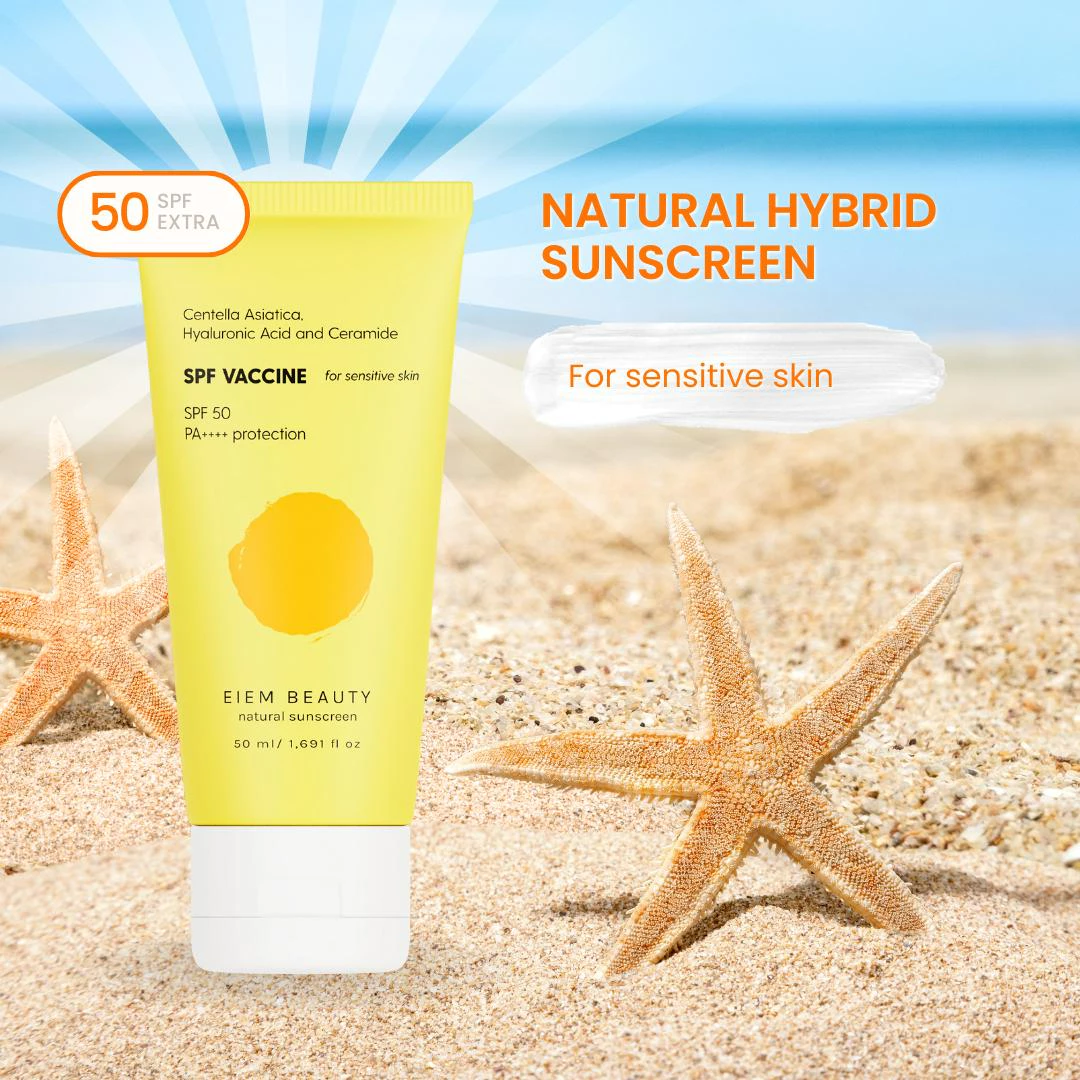 50 SPF
EXTRA
NATURAL HYBRID
SUNSCREEN
For sensitive skin
Centella Asiatica,
Hyaluronic Acid and Ceramide
SPF VACCINE for sensitive skin
SPF 50
PA++++ protection
EIEM BEAUTY
natural sunscreen
50 ml/ 1,691 fl oz